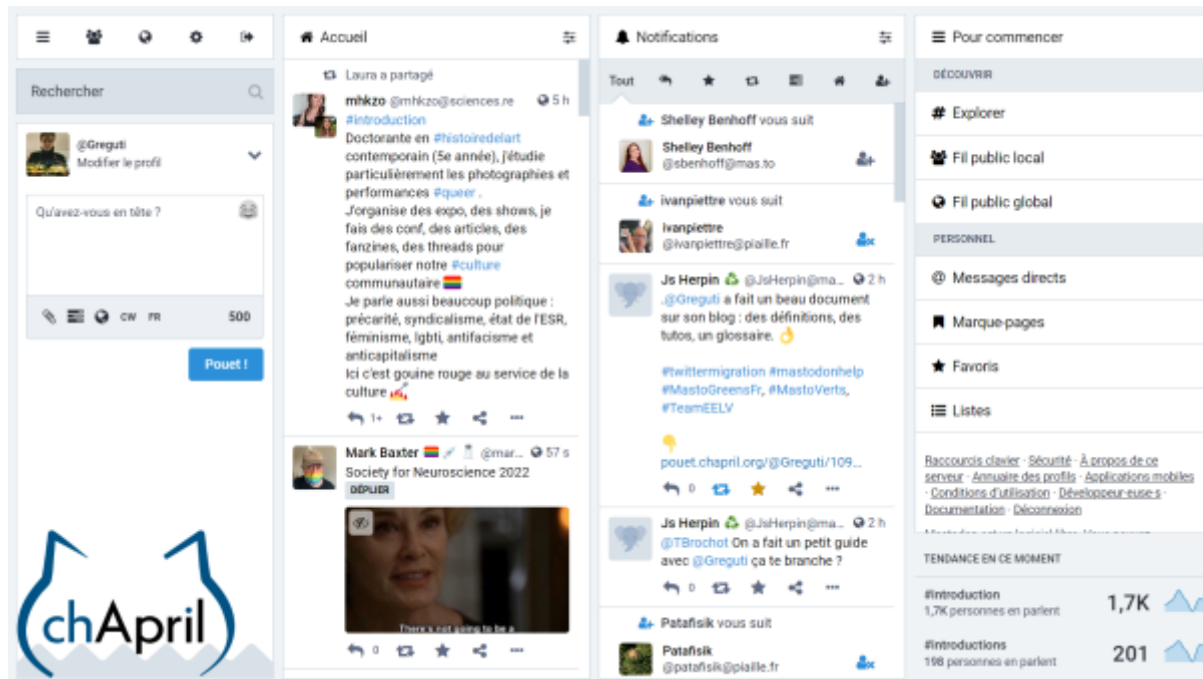 Rechercher
@Greguti
Modifier le profil
Qu'avez-vous en tête ?
CW FR 500
Pouet !
chApril
Accueil
Laura a partagé
mhkzo @mhkzo@sciences.re 5 h
#introduction
Doctorante en #histoiredelart
contemporain (5e année), j'étudie
particulièrement les photographies et
performances #queer .
J'organise des expo, des shows, je
fais des conf, des articles, des
fanzines, des threads pour
populariser notre #culture
communautaire
Je parle aussi beaucoup politique :
précarité, syndicalisme, état de l'ESR,
féminisme, lgbti, antifacisme et
anticapitalisme
Ici c'est gouine rouge au service de la
culture
1+
Mark Baxter @mar... 57 s
Society for Neuroscience 2022
DÉPLIER
There's not going to be a
0
Notifications
Tout
Shelley Benhoff vous suit
Shelley Benhoff
@sbenhoff@mas.to
ivanpiettre vous suit
Ivanpiettre
@ivanpiettre@piaille.fr
Js Herpin @JsHerpin@ma... 2 h
.@Greguti a fait un beau document
sur son blog : des définitions, des
tutos, un glossaire.
#twittermigration #mastodonhelp
#MastoGreensFr, #MastoVerts,
#TeamEELV
pouet.chapril.org/@Greguti/109...
0
Js Herpin @JsHerpin@ma... 2 h
@TBrochot On a fait un petit guide
avec @Greguti ça te branche ?
0
Patafisik vous suit
Patafisik
@patafisik@piaille.fr
Pour commencer
DÉCOUVRIR
# Explorer
Fil public local
Fil public global
PERSONNEL
@ Messages directs
Marque-pages
Favoris
Listes
Raccourcis clavier · Sécurité · À propos de ce
serveur · Annuaire des profils · Applications mobiles
· Conditions d'utilisation · Développeur·euse·s ·
Documentation · Déconnexion
TENDANCE EN CE MOMENT
#introduction
1,7K personnes en parlent
1,7K
#introductions
198 personnes en parlent
201